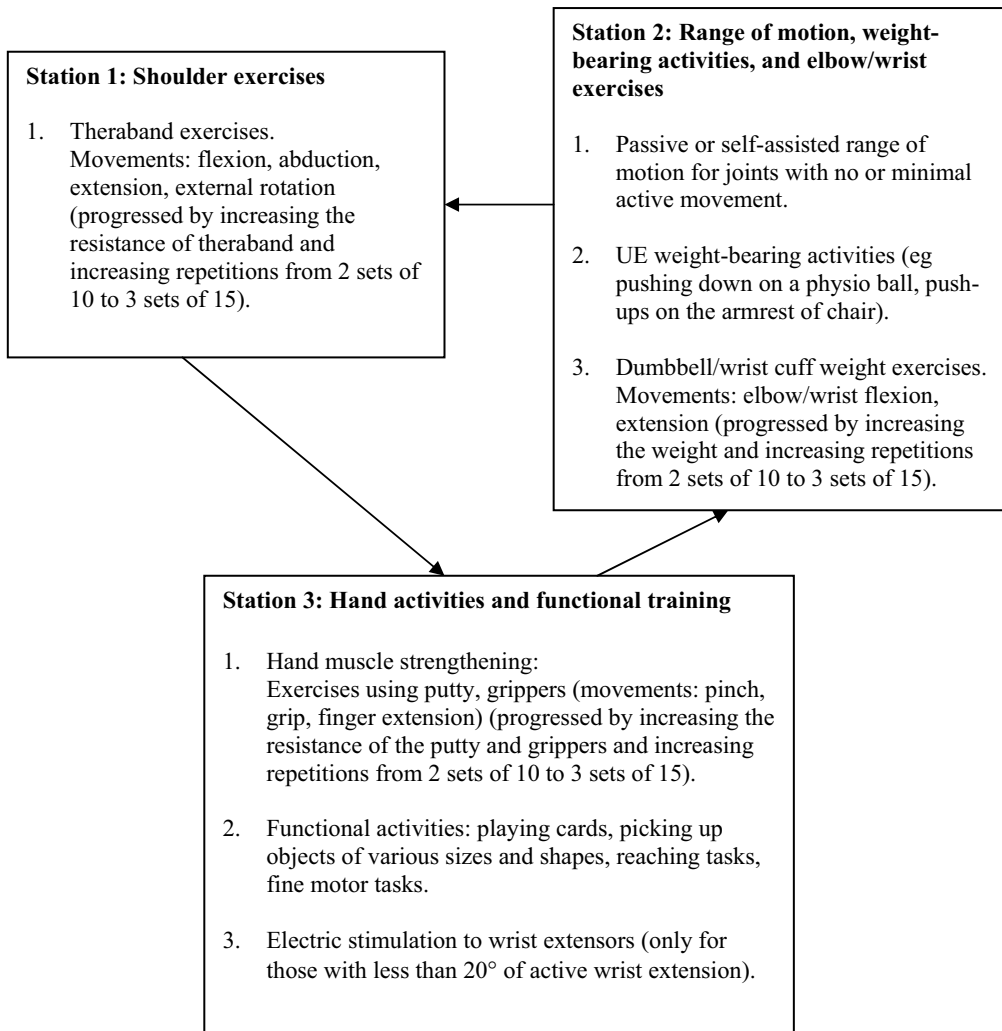 Station 1: Shoulder exercises
1. Theraband exercises.
Movements: flexion, abduction,
extension, external rotation
(progressed by increasing the
resistance of theraband and
increasing repetitions from 2 sets of
10 to 3 sets of 15).
Station 2: Range of motion, weight-
bearing activities, and elbow/wrist
exercises
1. Passive or self-assisted range of
motion for joints with no or minimal
active movement.
2. UE weight-bearing activities (eg
pushing down on a physio ball, push-
ups on the armrest of chair).
3. Dumbbell/wrist cuff weight exercises.
Movements: elbow/wrist flexion,
extension (progressed by increasing
the weight and increasing repetitions
from 2 sets of 10 to 3 sets of 15).
Station 3: Hand activities and functional training
1. Hand muscle strengthening:
Exercises using putty, grippers (movements: pinch,
grip, finger extension) (progressed by increasing the
resistance of the putty and grippers and increasing
repetitions from 2 sets of 10 to 3 sets of 15).
2. Functional activities: playing cards, picking up
objects of various sizes and shapes, reaching tasks,
fine motor tasks.
3. Electric stimulation to wrist extensors (only for
those with less than 20° of active wrist extension).